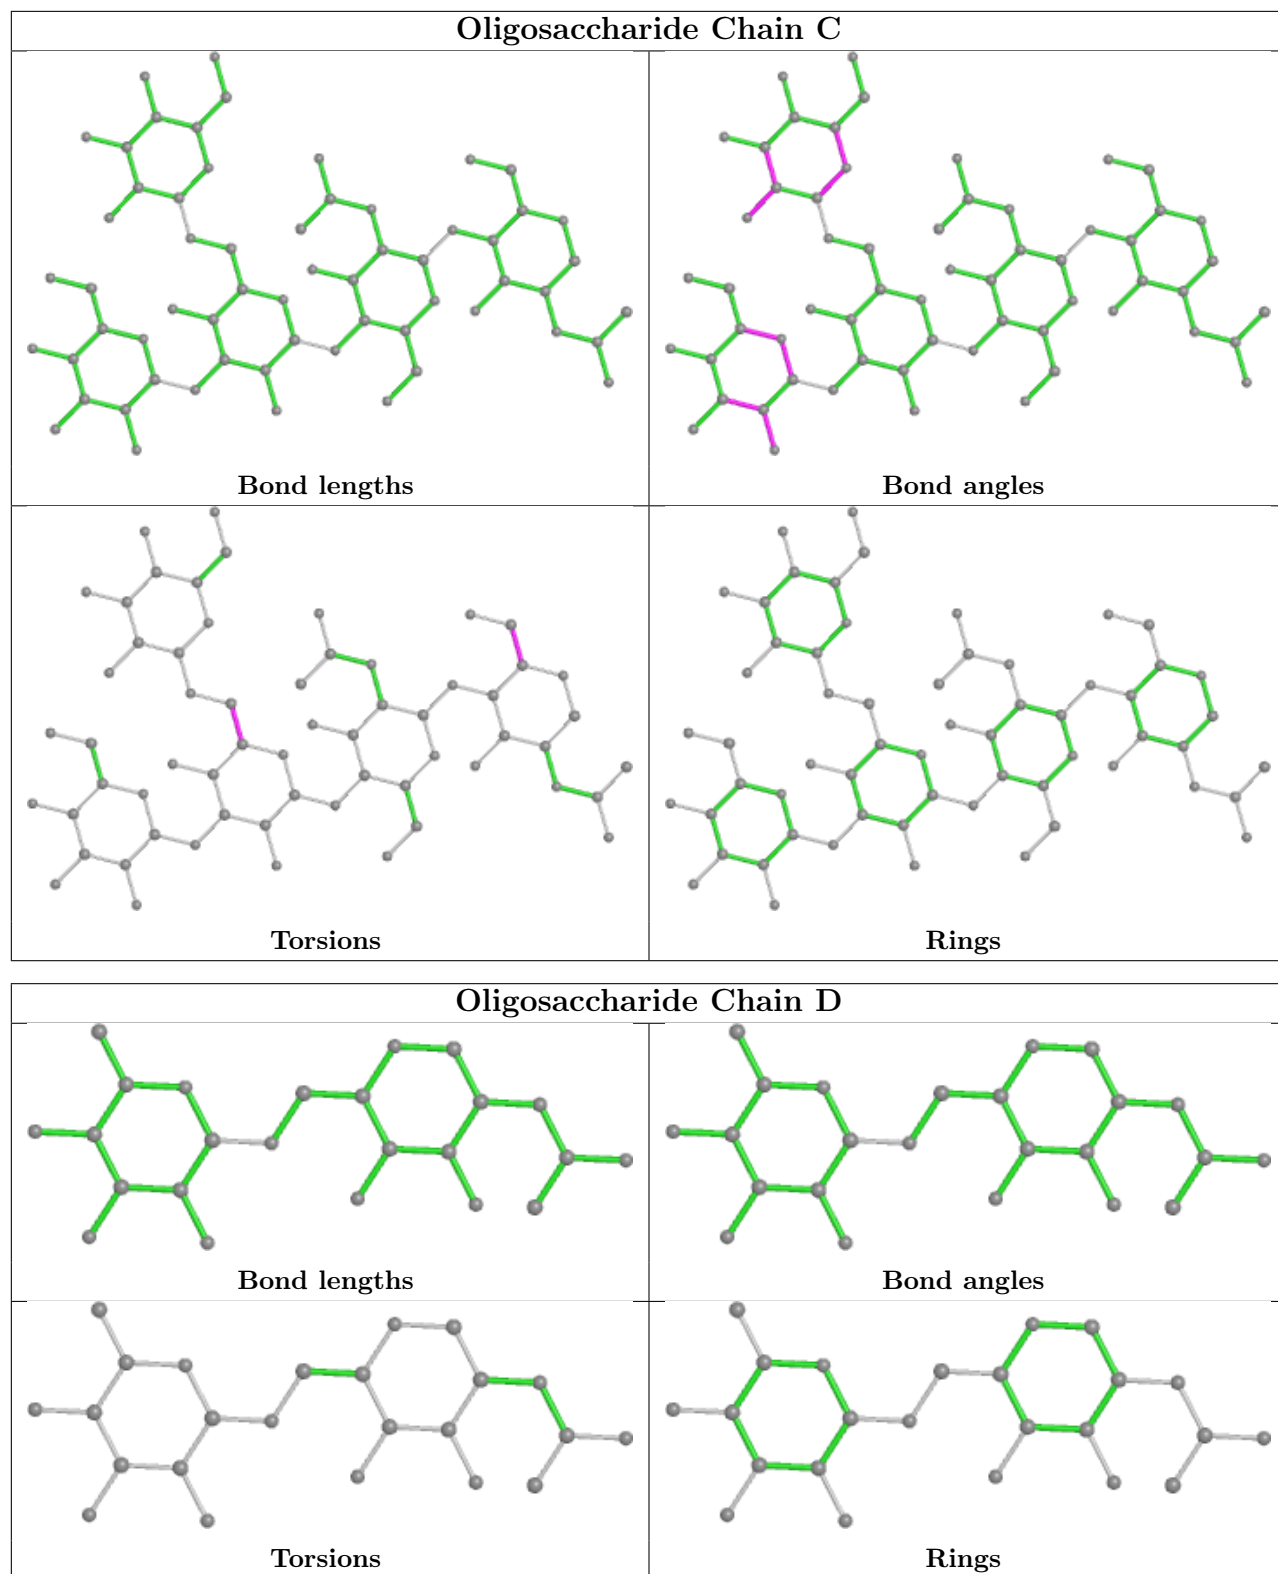 Oligosaccharide Chain C
Bond lengths
Bond angles
Torsions
Rings
Oligosaccharide Chain D
Bond lengths
Bond angles
Torsions
Rings